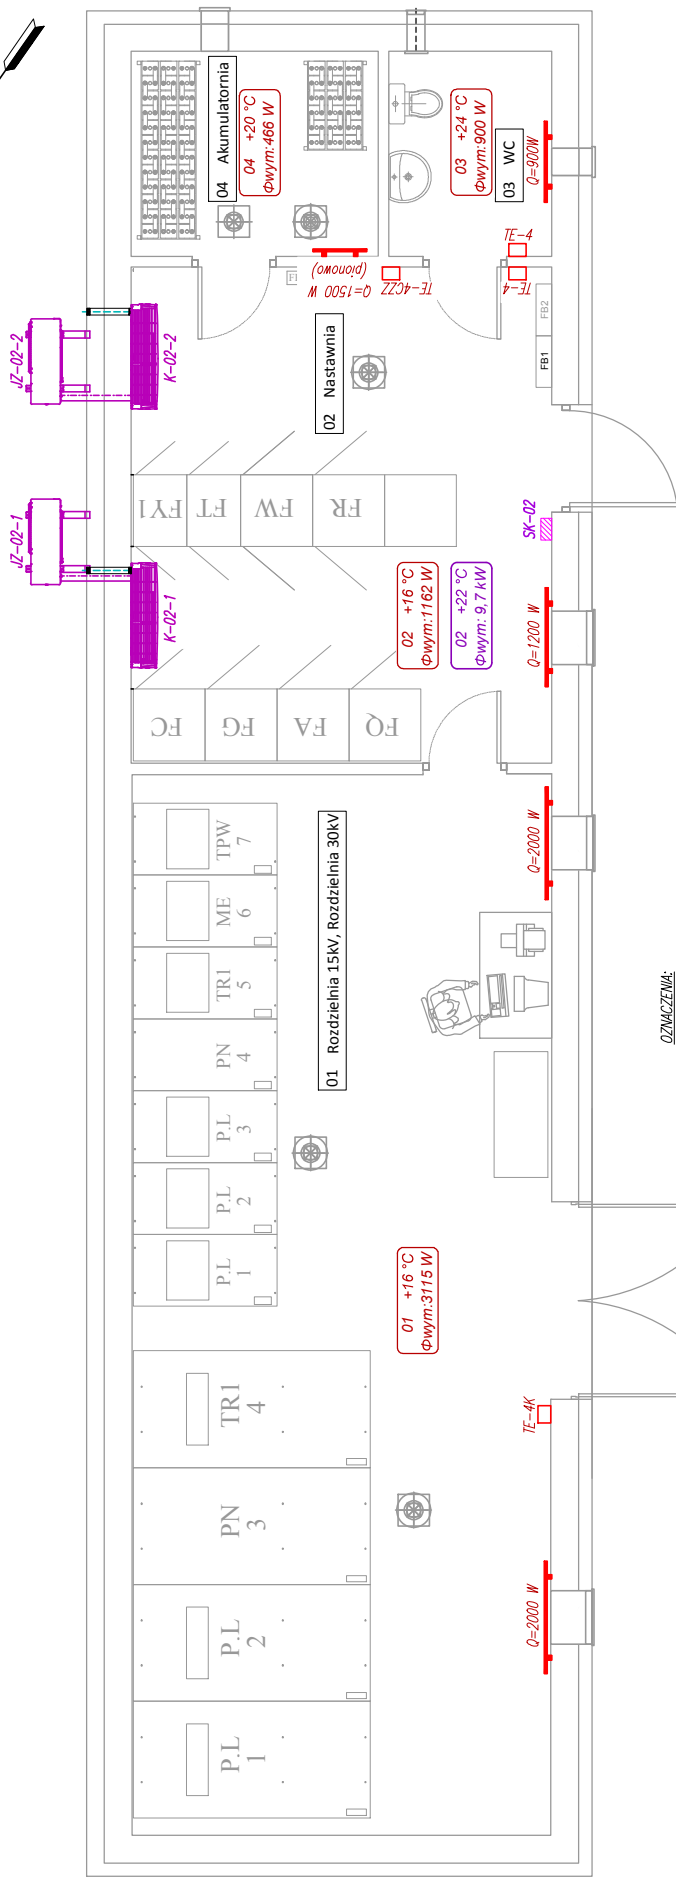 JZ-02-2
K-02-2
JZ-02-1
K-02-1
04 Akumulatornia
04 +20 °C
Φwym:466 W
03 +24 °C
Φwym:900 W
03 WC
Q=900W
TE-4
TE-4
TE-4CZZ
Q=1500 W
(pionowo)
FB2
FB1
02 Nastawnia
FY1
FT
FW
FR
SK-02
02 +16 °C
Φwym:1162 W
02 +22 °C
Φwym: 9,7 kW
Q=1200 W
FC
FG
FA
FQ
Q=2000 W
01 Rozdzielnia 15kV, Rozdzielnia 30kV
TPW
7
ME
6
TR1
5
PN
4
P.L
3
P.L
2
P.L
1
OZNACZENIA:
01 +16 °C
Φwym:3115 W
TE-4K
TR1
4
PN
3
P.L
2
P.L
1
Q=2000 W